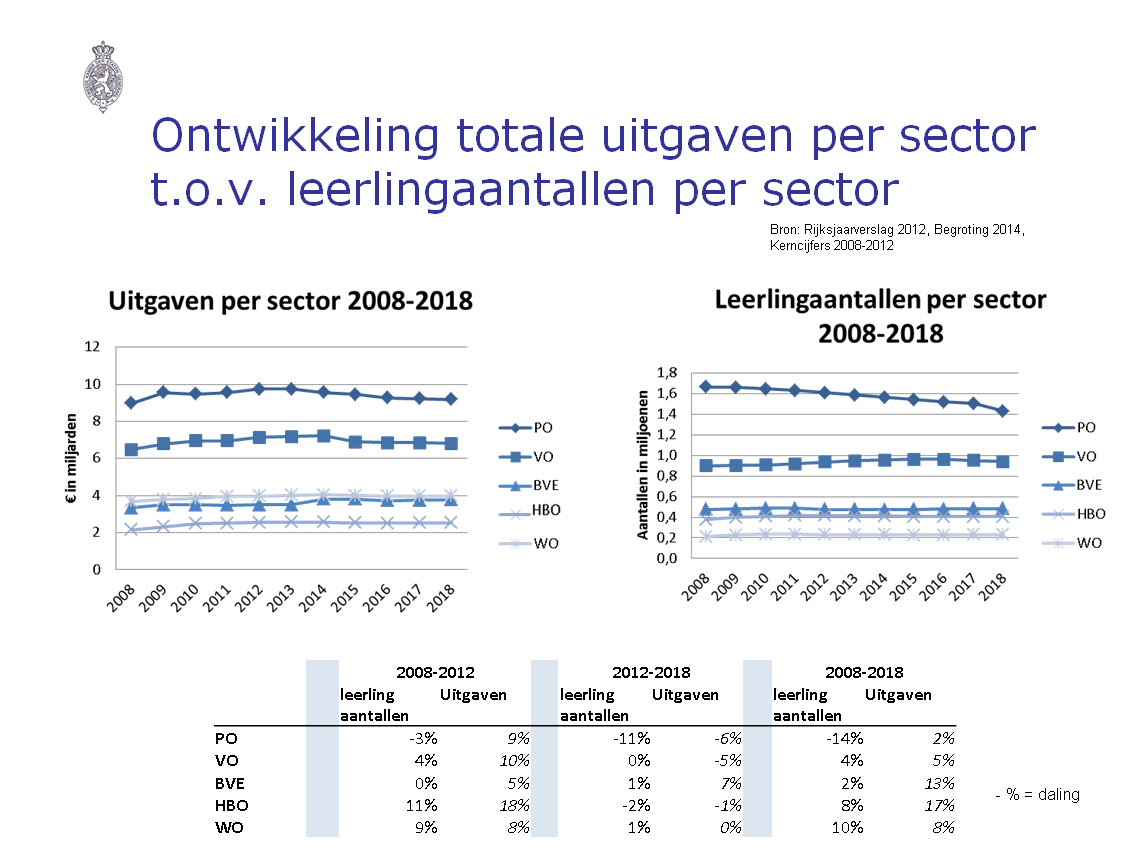 Ontwikkeling totale uitgaven per sector
t.o.v. leerlingaantallen per sector
Bron: Rijksjaarverslag 2012, Begroting 2014,
Kerncijfers 2008-2012
Uitgaven per sector 2008-2018
12
10
8
6
4
2
0
€ in miljarden
2008 2009 2010 2011 2012 2013 2014 2015 2016 2017 2018
PO
VO
BVE
HBO
WO
Leerlingaantallen per sector
2008-2018
1,8
1,6
1,4
1,2
1,0
0,8
0,6
0,4
0,2
0,0
Aantallen in miljoenen
2008 2009 2010 2011 2012 2013 2014 2015 2016 2017 2018
PO
VO
BVE
HBO
WO
2008-2012 2012-2018 2008-2018
leerling Uitgaven leerling Uitgaven leerling Uitgaven
aantallen aantallen aantallen
PO -3% 9% -11% -6% -14% 2%
VO 4% 10% 0% -5% 4% 5%
BVE 0% 5% 1% 7% 2% 13%
HBO 11% 18% -2% -1% 8% 17%
WO 9% 8% 1% 0% 10% 8%
- % = daling